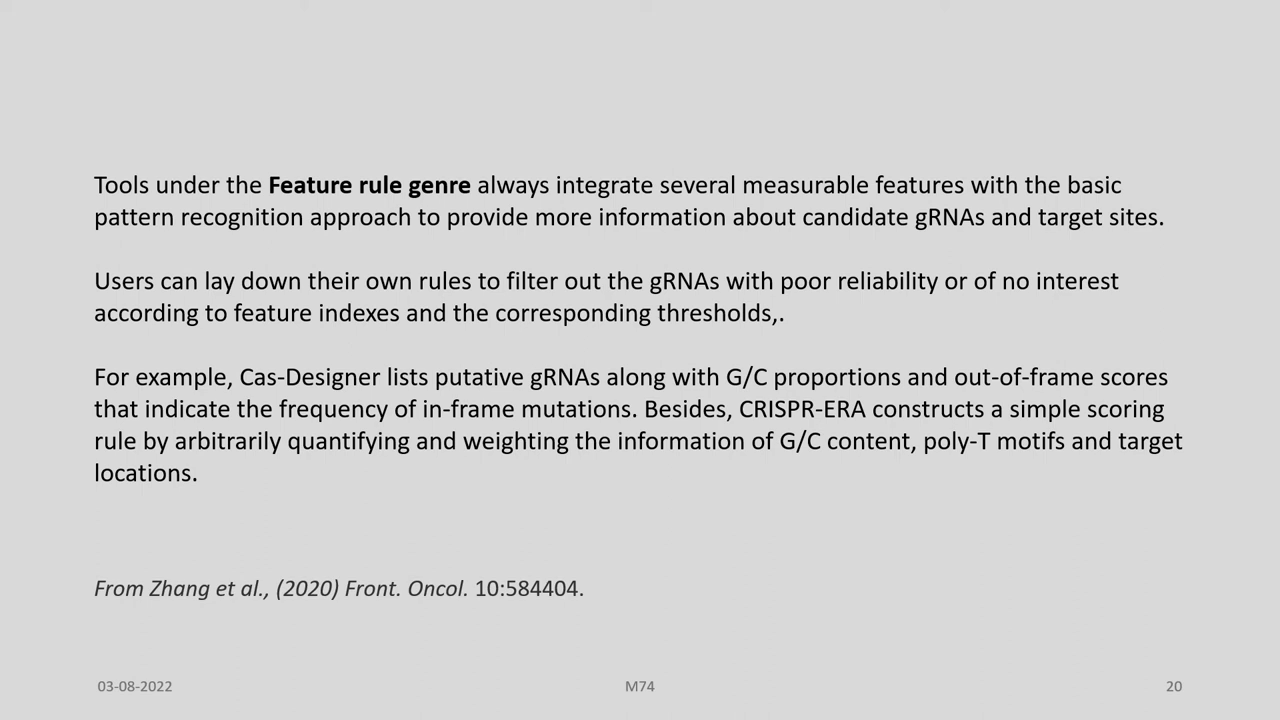 Tools under the Feature rule genre always integrate several measurable features with the basic
pattern recognition approach to provide more information about candidate gRNAs and target sites.
Users can lay down their own rules to filter out the gRNAs with poor reliability or of no interest
according to feature indexes and the corresponding thresholds,.
For example, Cas-Designer lists putative gRNAs along with G/C proportions and out-of-frame scores
that indicate the frequency of in-frame mutations. Besides, CRISPR-ERA constructs a simple scoring
rule by arbitrarily quantifying and weighting the information of G/C content, poly-T motifs and target
locations.
From Zhang et al., (2020) Front. Oncol. 10:584404.
03-08-2022 M74 20